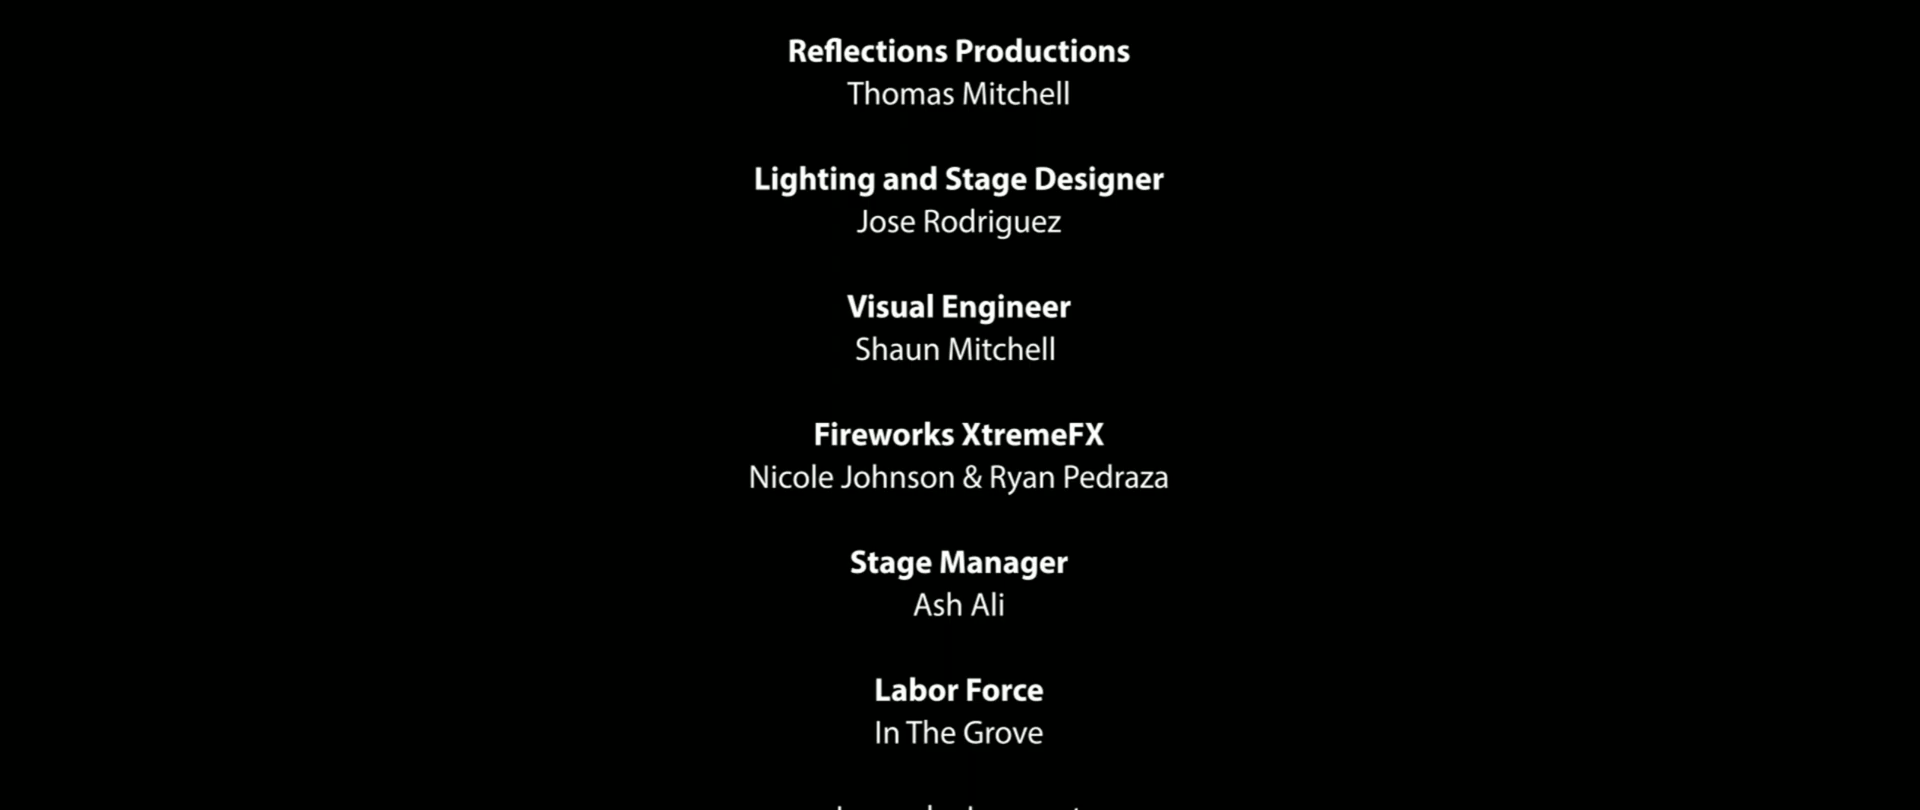 Reflections Productions
Thomas Mitchell
Lighting and Stage Designer
Jose Rodriguez
Visual Engineer
Shaun Mitchell
Fireworks XtremeFX
Nicole Johnson & Ryan Pedraza
Stage Manager
Ash Ali
Labor Force
In The Grove